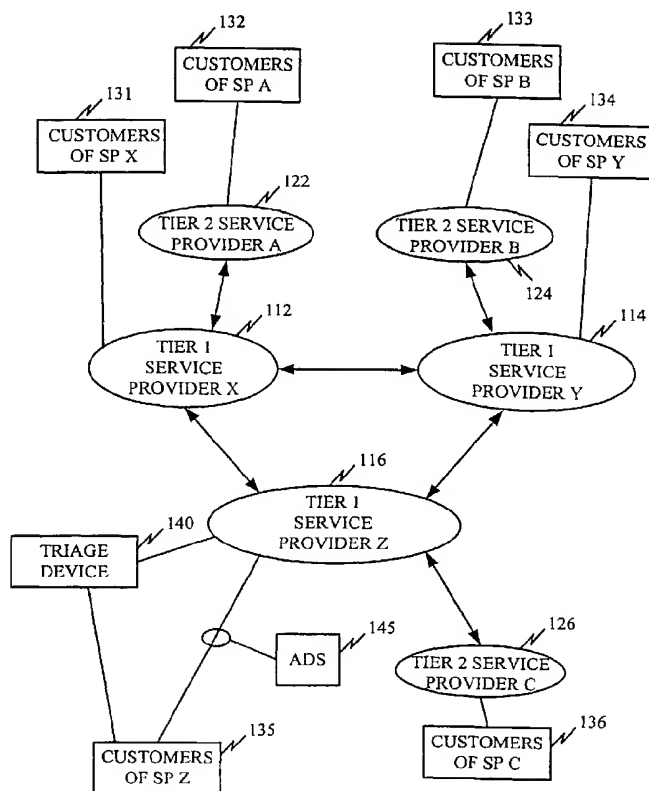 132
CUSTOMERS
OF SP A
133
CUSTOMERS
OF SP B
131
CUSTOMERS
OF SP X
134
CUSTOMERS
OF SP Y
122
TIER 2 SERVICE
PROVIDER A
TIER 2 SERVICE
PROVIDER B
124
112
TIER 1
SERVICE
PROVIDER X
114
TIER 1
SERVICE
PROVIDER Y
116
TIER 1
SERVICE
PROVIDER Z
140
TRIAGE
DEVICE
145
ADS
126
TIER 2 SERVICE
PROVIDER C
135
CUSTOMERS
OF SP Z
136
CUSTOMERS
OF SP C